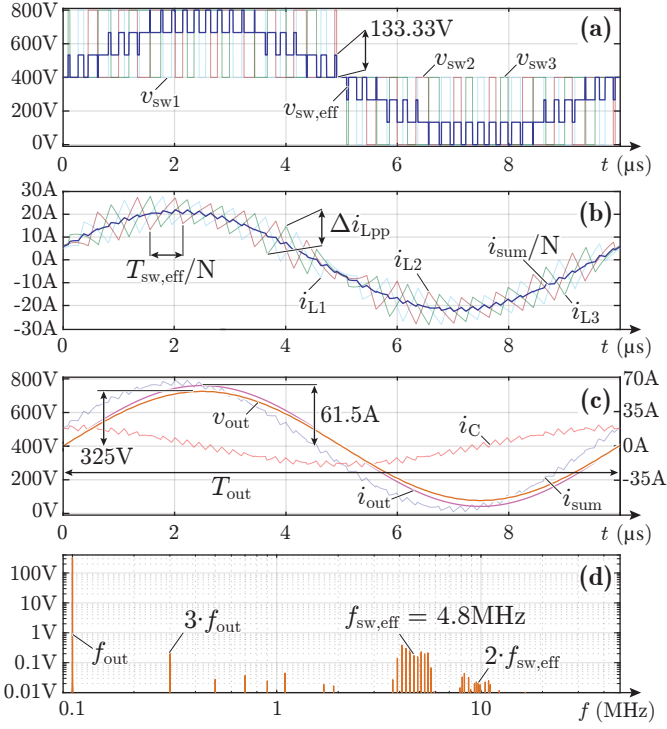 800V
133.33V
(a)
600V
v_sw1
v_sw,eff
v_sw2
v_sw3
400V
200V
0V
0
2
4
6
8
t (μs)
30A
(b)
20A
Δi_Lpp
10A
T_sw,eff/N
i_L1
i_L2
i_sum/N
i_L3
0A
-10A
-20A
-30A
0
2
4
6
8
t (μs)
800V
(c)
70A
600V
v_out
61.5A
i_C
35A
325V
400V
0A
T_out
i_out
i_sum
200V
-35A
0V
0
2
4
6
8
t (μs)
(d)
100V
10V
3·f_out
f_sw,eff = 4.8MHz
1V
f_out
2·f_sw,eff
0.1V
0.01V
0.1
1
10
f (MHz)